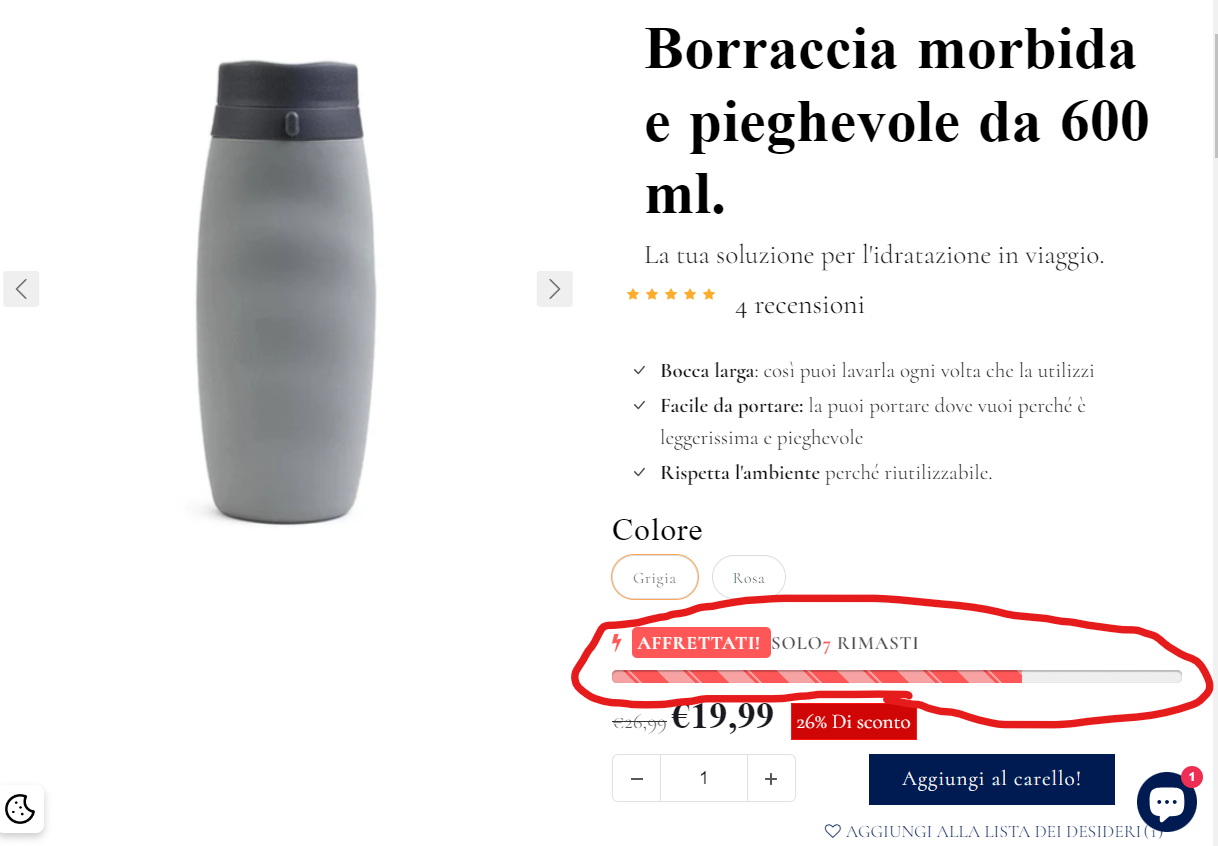 Borraccia morbida
e pieghevole da 600
ml.
La tua soluzione per l'idratazione in viaggio.
4 recensioni
Bocca larga: così puoi lavarla ogni volta che la utilizzi
Facile da portare: la puoi portare dove vuoi perché è
leggerissima e pieghevole
Rispetta l'ambiente perché riutilizzabile.
Colore
Grigia Rosa
AFFRETTATI! SOLO7 RIMASTI
€26,99 €19,99 26% Di sconto
− 1 + Aggiungi al carello!
1
AGGIUNGI ALLA LISTA DEI DESIDERI (1)